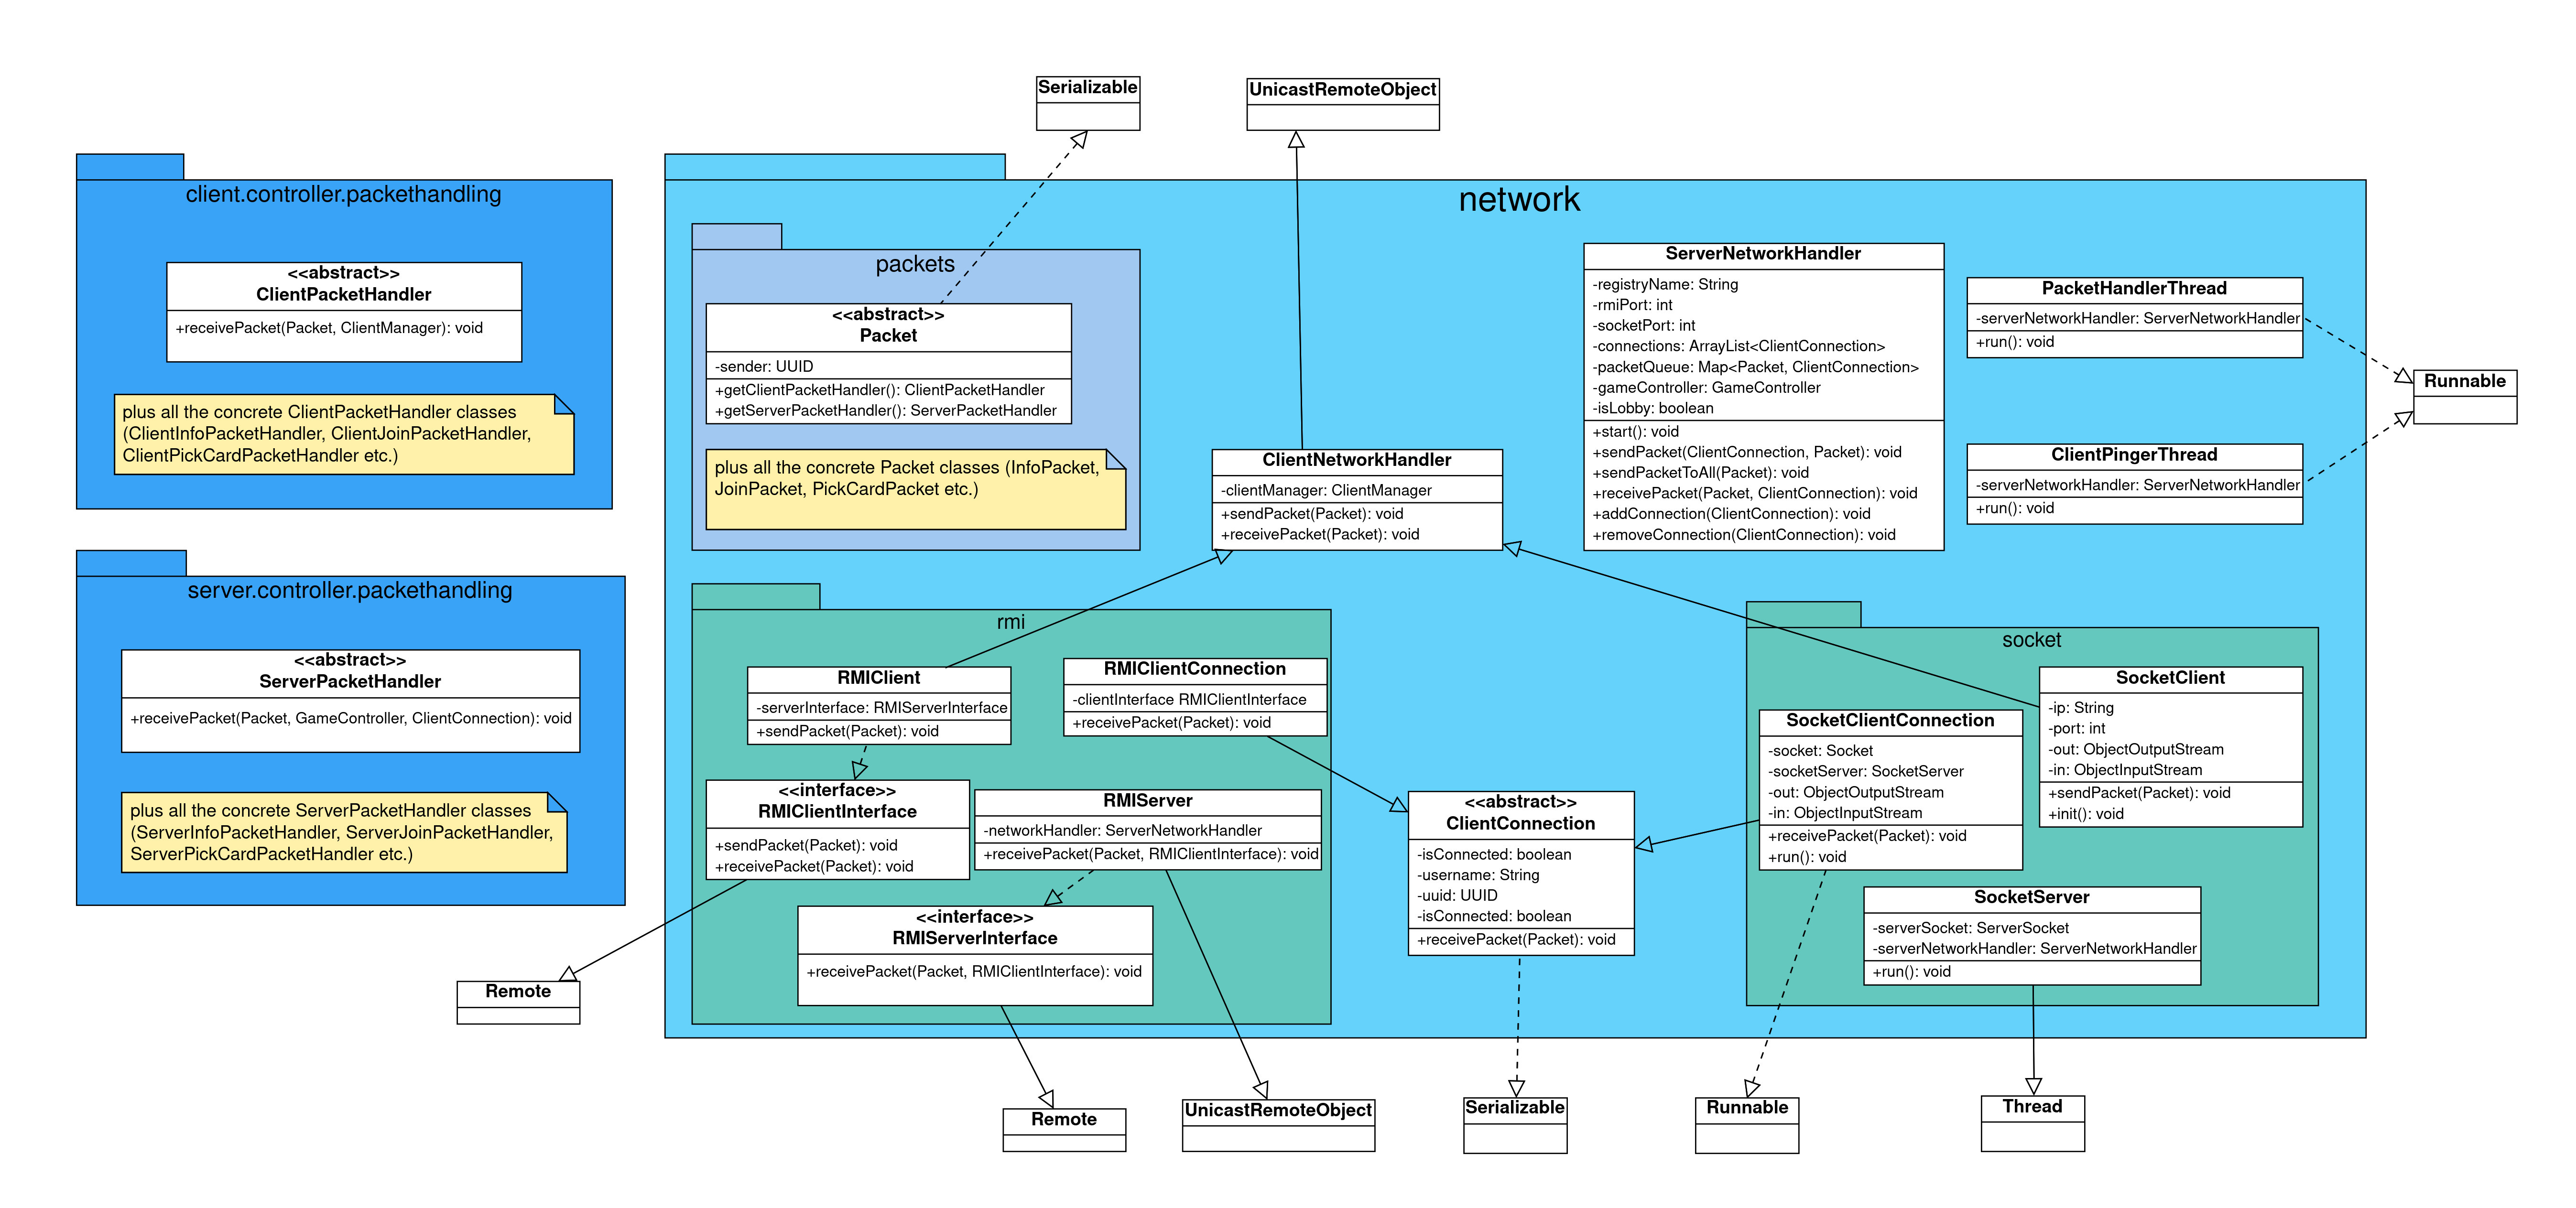 Serializable
UnicastRemoteObject
client.controller.packethandling
<<abstract>>
ClientPacketHandler
+receivePacket(Packet, ClientManager): void
plus all the concrete ClientPacketHandler classes
(ClientInfoPacketHandler, ClientJoinPacketHandler,
ClientPickCardPacketHandler etc.)
server.controller.packethandling
<<abstract>>
ServerPacketHandler
+receivePacket(Packet, GameController, ClientConnection): void
plus all the concrete ServerPacketHandler classes
(ServerInfoPacketHandler, ServerJoinPacketHandler,
ServerPickCardPacketHandler etc.)
network
packets
<<abstract>>
Packet
-sender: UUID
+getClientPacketHandler(): ClientPacketHandler
+getServerPacketHandler(): ServerPacketHandler
plus all the concrete Packet classes (InfoPacket,
JoinPacket, PickCardPacket etc.)
ClientNetworkHandler
-clientManager: ClientManager
+sendPacket(Packet): void
+receivePacket(Packet): void
ServerNetworkHandler
-registryName: String
-rmiPort: int
-socketPort: int
-connections: ArrayList<ClientConnection>
-packetQueue: Map<Packet, ClientConnection>
-gameController: GameController
-isLobby: boolean
+start(): void
+sendPacket(ClientConnection, Packet): void
+sendPacketToAll(Packet): void
+receivePacket(Packet, ClientConnection): void
+addConnection(ClientConnection): void
+removeConnection(ClientConnection): void
PacketHandlerThread
-serverNetworkHandler: ServerNetworkHandler
+run(): void
ClientPingerThread
-serverNetworkHandler: ServerNetworkHandler
+run(): void
Runnable
rmi
RMIClient
-serverInterface: RMIServerInterface
+sendPacket(Packet): void
RMIClientConnection
-clientInterface RMIClientInterface
+receivePacket(Packet): void
<<interface>>
RMIClientInterface
+sendPacket(Packet): void
+receivePacket(Packet): void
RMIServer
-networkHandler: ServerNetworkHandler
+receivePacket(Packet, RMIClientInterface): void
<<interface>>
RMIServerInterface
+receivePacket(Packet, RMIClientInterface): void
<<abstract>>
ClientConnection
-isConnected: boolean
-username: String
-uuid: UUID
-isConnected: boolean
+receivePacket(Packet): void
socket
SocketClient
-ip: String
-port: int
-out: ObjectOutputStream
-in: ObjectInputStream
+sendPacket(Packet): void
+init(): void
SocketClientConnection
-socket: Socket
-socketServer: SocketServer
-out: ObjectOutputStream
-in: ObjectInputStream
+receivePacket(Packet): void
+run(): void
SocketServer
-serverSocket: ServerSocket
-serverNetworkHandler: ServerNetworkHandler
+run(): void
Remote
Remote
UnicastRemoteObject
Serializable
Runnable
Thread